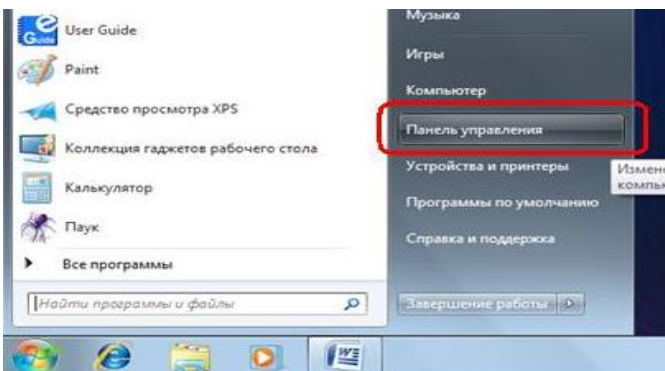 User Guide
Paint
Средство просмотра XPS
Коллекция гаджетов рабочего стола
Калькулятор
Паук
Все программы
Найти программы и файлы
Музыка
Игры
Компьютер
Панель управления
Устройства и принтеры
Программы по умолчанию
Справка и поддержка
Завершение работы